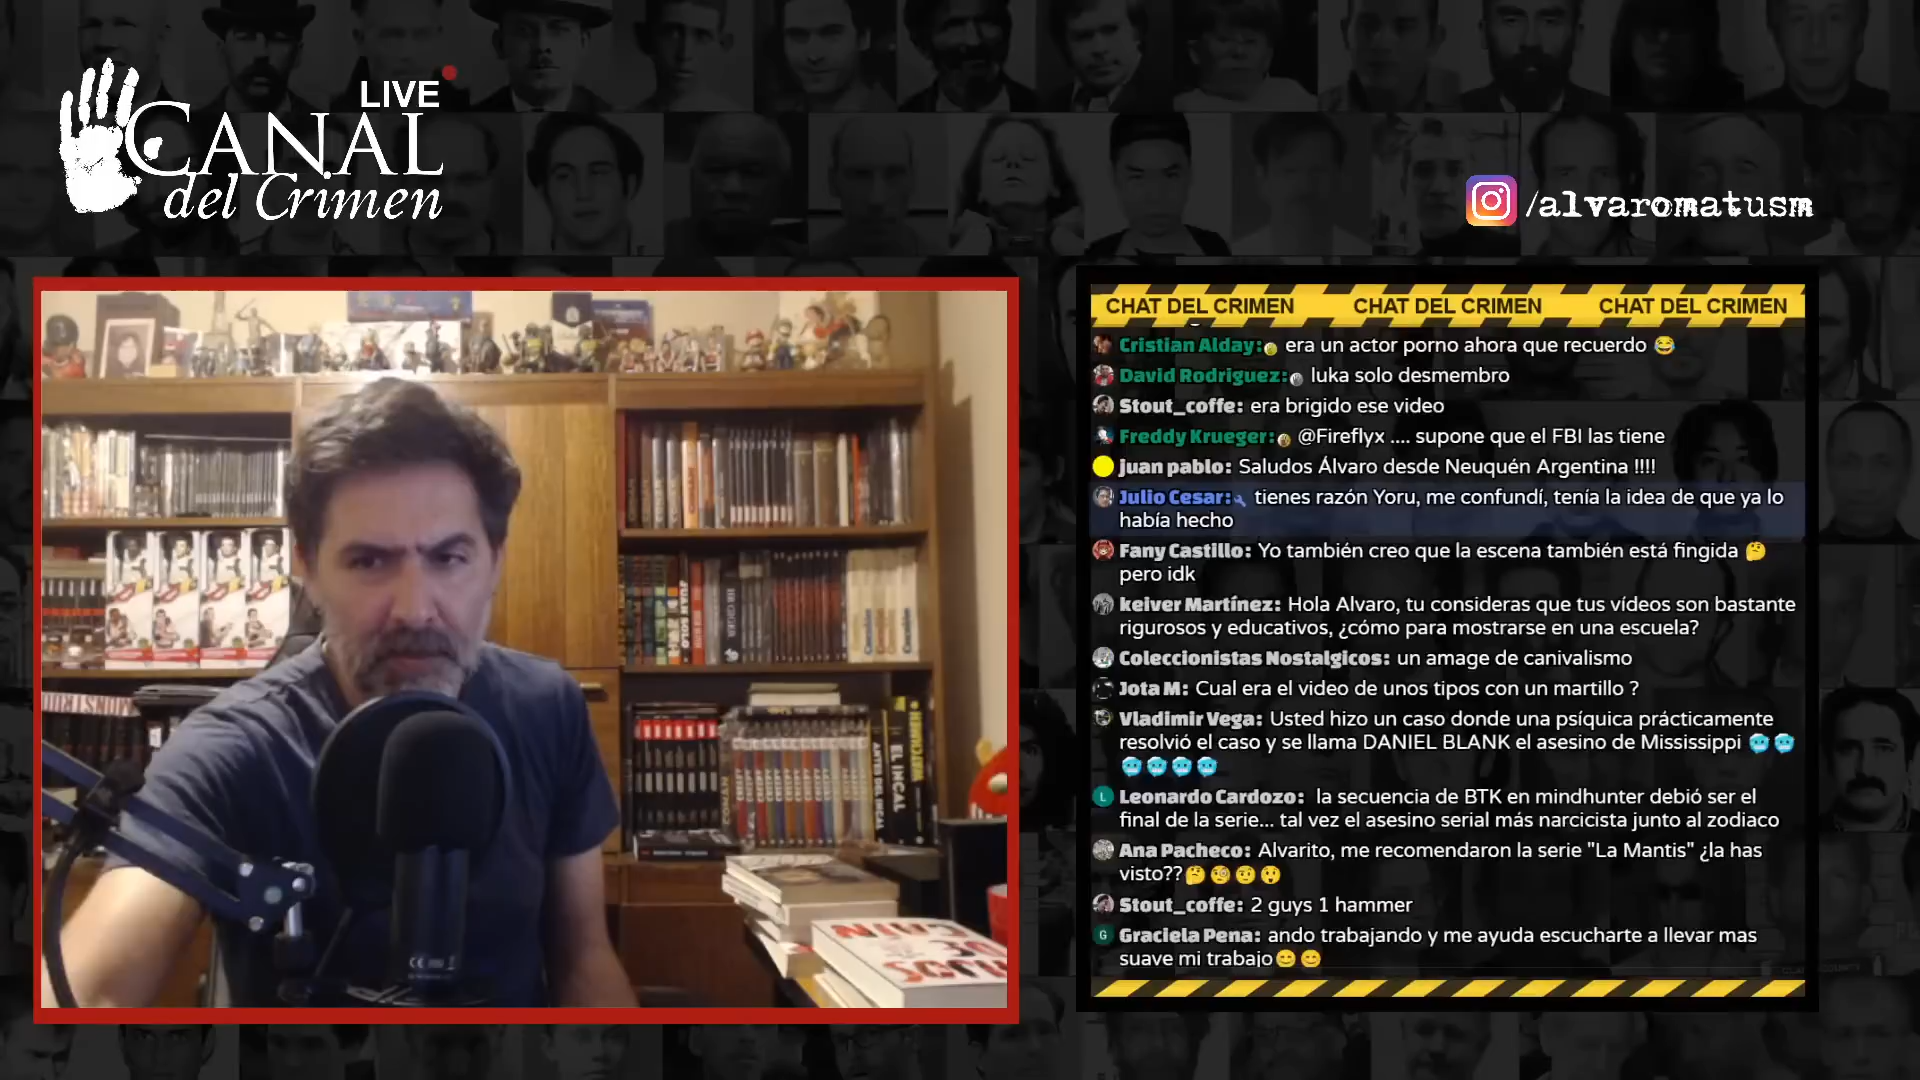 LIVE
CANAL
del Crimen
/alvaromatusm
CHAT DEL CRIMEN CHAT DEL CRIMEN CHAT DEL CRIMEN
Cristian Alday: era un actor porno ahora que recuerdo 😂
David Rodriguez: luka solo desmembro
Stout_coffe: era brigido ese video
Freddy Krueger: @Fireflyx .... supone que el FBI las tiene
juan pablo: Saludos Álvaro desde Neuquén Argentina !!!!
Julio Cesar: tienes razón Yoru, me confundí, tenía la idea de que ya lo
había hecho
Fany Castillo: Yo también creo que la escena también está fingida 🤔
pero idk
keiver Martínez: Hola Alvaro, tu consideras que tus vídeos son bastante
rigurosos y educativos, ¿cómo para mostrarse en una escuela?
Coleccionistas Nostalgicos: un amage de canivalismo
Jota M: Cual era el video de unos tipos con un martillo ?
Vladimir Vega: Usted hizo un caso donde una psíquica prácticamente
resolvió el caso y se llama DANIEL BLANK el asesino de Mississippi 🥶🥶
🥶🥶🥶🥶
L Leonardo Cardozo: la secuencia de BTK en mindhunter debió ser el
final de la serie... tal vez el asesino serial más narcicista junto al zodiaco
Ana Pacheco: Alvarito, me recomendaron la serie "La Mantis" ¿la has
visto??🤔🧐🤨😲
Stout_coffe: 2 guys 1 hammer
G Graciela Pena: ando trabajando y me ayuda escucharte a llevar mas
suave mi trabajo😊😊
JUAN SOLO
EL INCAL
ANTES DEL INCAL